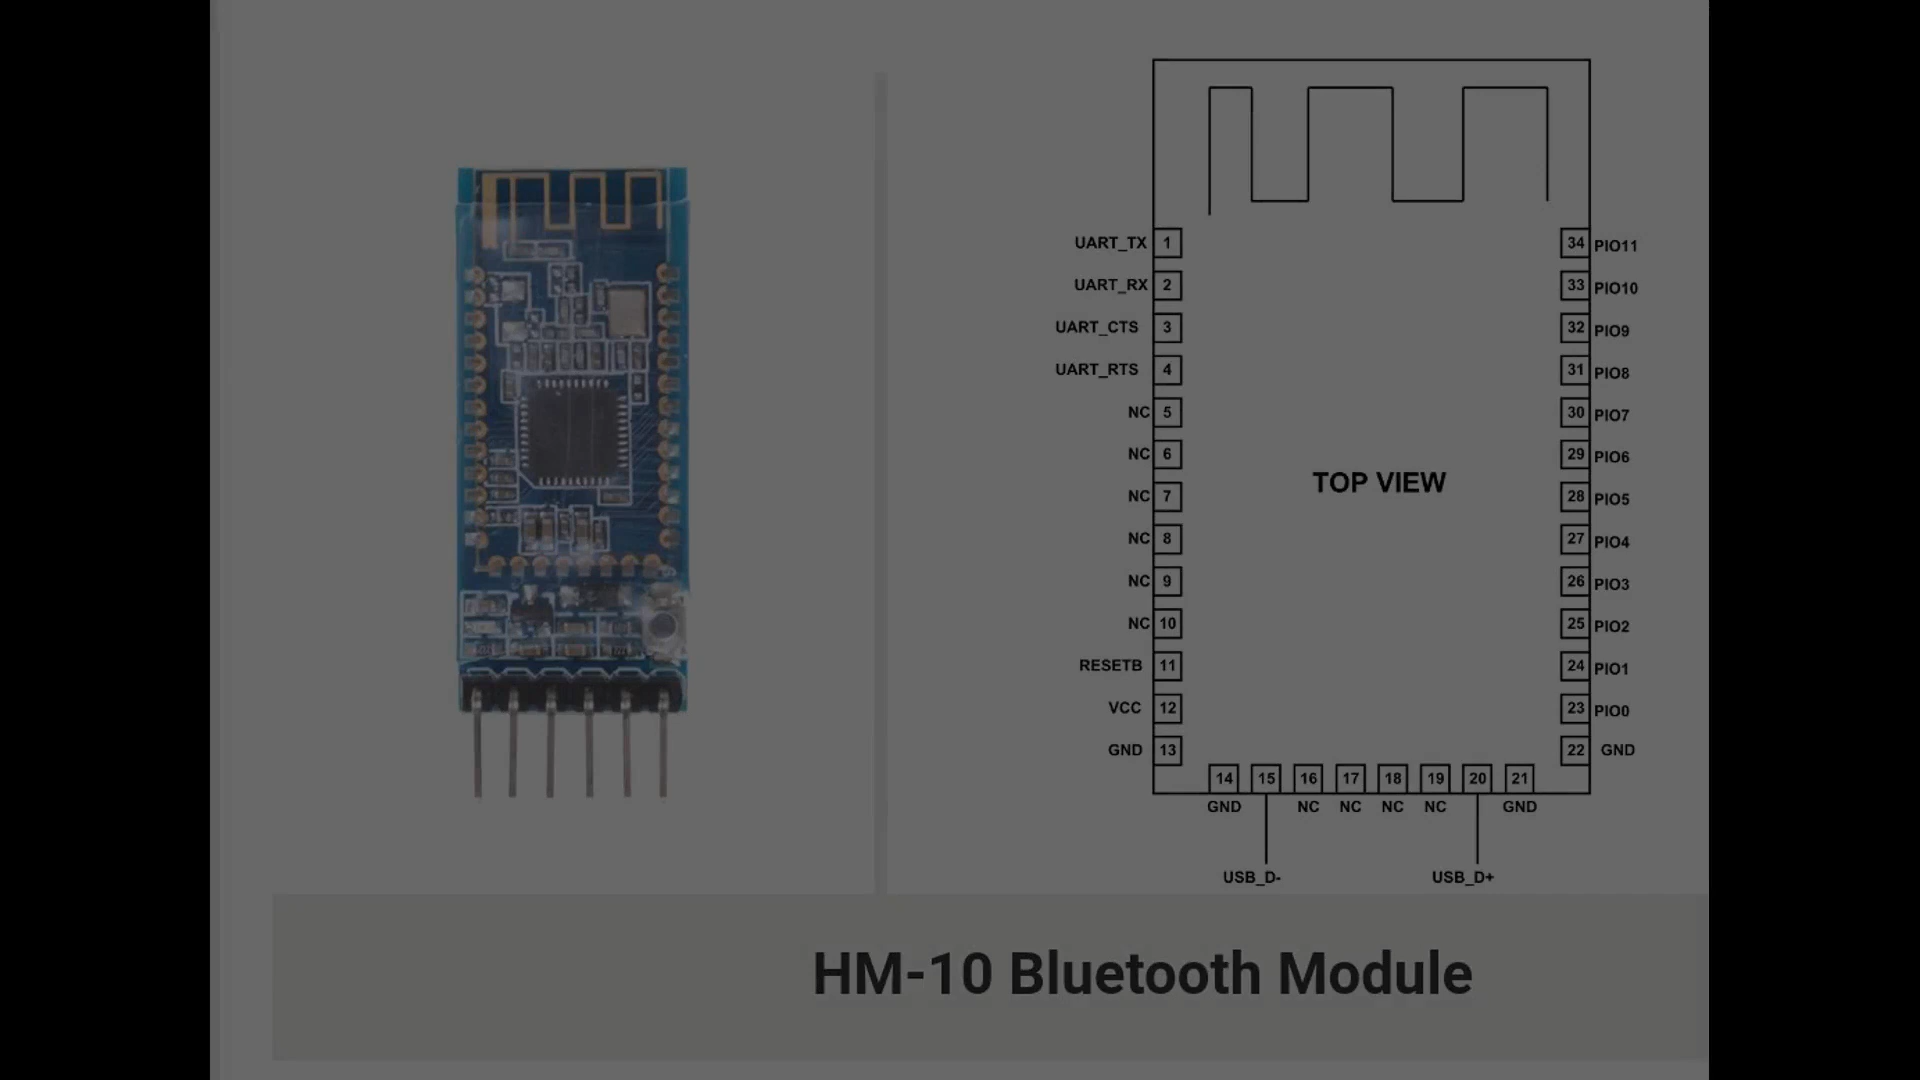 UART_TX 1
UART_RX 2
UART_CTS 3
UART_RTS 4
NC 5
NC 6
NC 7
NC 8
NC 9
NC 10
RESETB 11
VCC 12
GND 13
TOP VIEW
34 PIO11
33 PIO10
32 PIO9
31 PIO8
30 PIO7
29 PIO6
28 PIO5
27 PIO4
26 PIO3
25 PIO2
24 PIO1
23 PIO0
22 GND
14 15 16 17 18 19 20 21
GND NC NC NC NC GND
USB_D- USB_D+
HM-10 Bluetooth Module